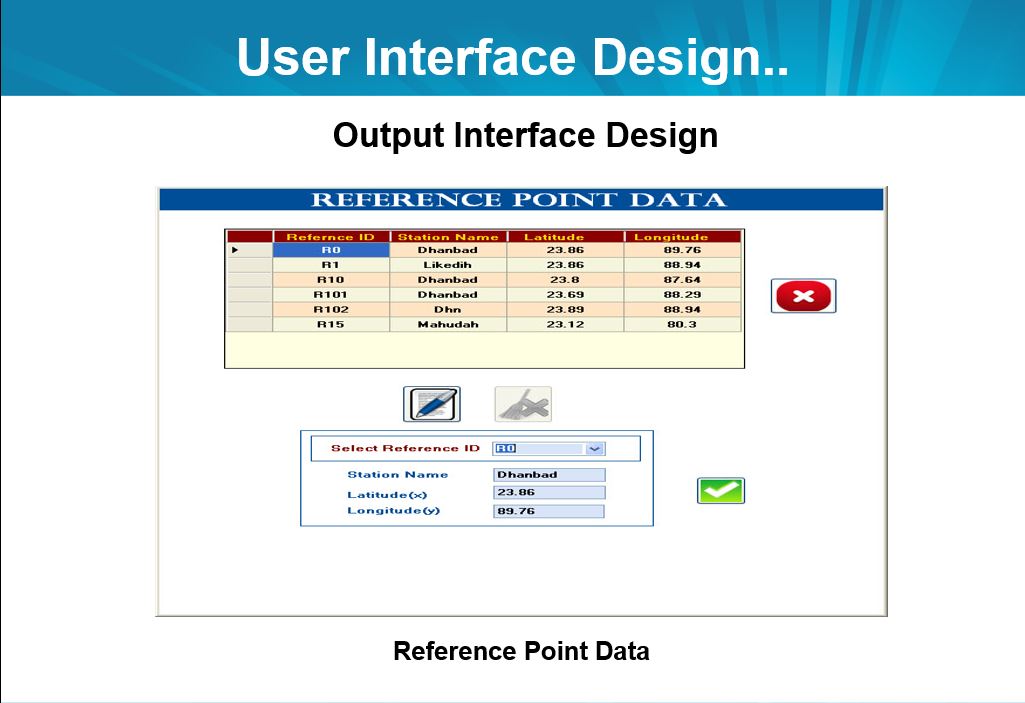 User Interface Design..
Output Interface Design
REFERENCE POINT DATA
Refernce ID Station Name Latitude Longitude
R0 Dhanbad 23.86 89.76
R1 Likedih 23.86 88.94
R10 Dhanbad 23.8 87.64
R101 Dhanbad 23.69 88.29
R102 Dhn 23.89 88.94
R15 Mahudah 23.12 80.3
Select Reference ID R0
Station Name Dhanbad
Latitude(x) 23.86
Longitude(y) 89.76
Reference Point Data